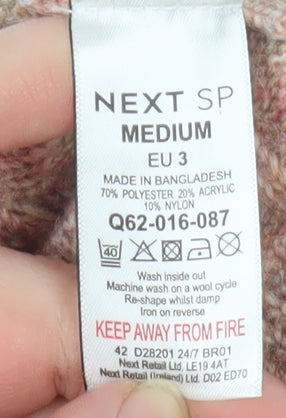 NEXT SP
MEDIUM
EU 3
MADE IN BANGLADESH
70% POLYESTER 20% ACRYLIC
10% NYLON
Q62-016-087
40
Wash inside out
Machine wash on a wool cycle
Re-shape whilst damp
Iron on reverse
KEEP AWAY FROM FIRE
42 D28201 24/7 BR01
Next Retail Ltd. LE19 4AT
Next Retail (Ireland) Ltd. D02 ED70